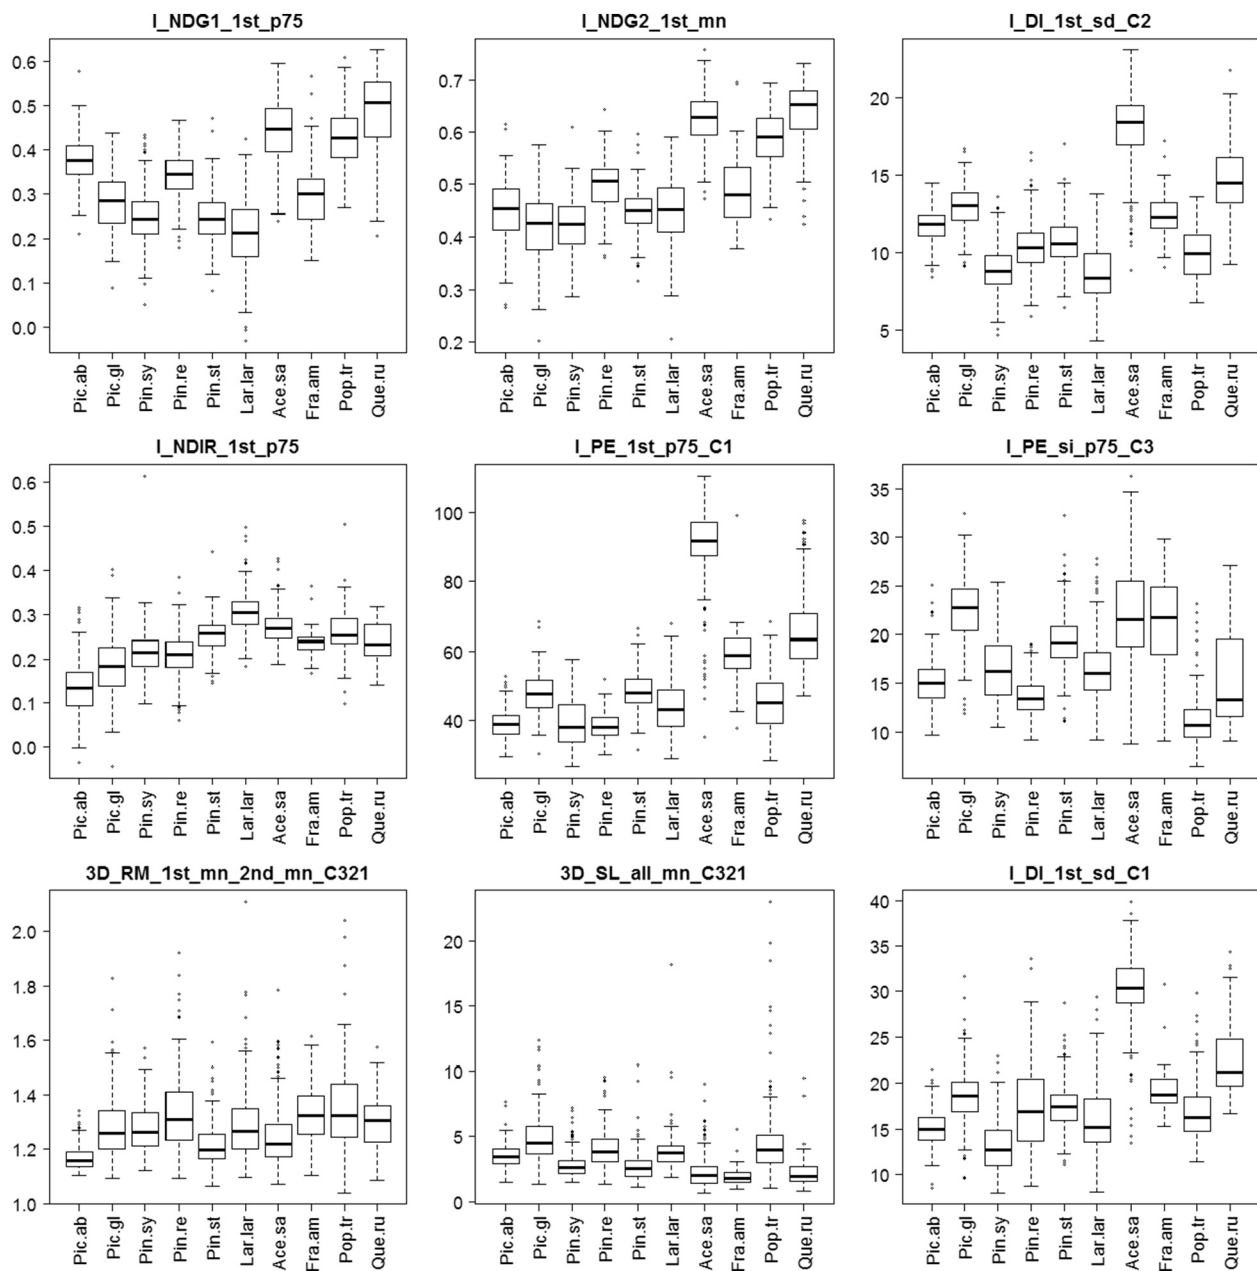 I_NDG1_1st_p75
0.6
0.5
0.4
0.3
0.2
0.1
0.0
Pic.ab Pic.gl Pin.sy Pin.re Pin.st Lar.lar Ace.sa Fra.am Pop.tr Que.ru
I_NDG2_1st_mn
0.7
0.6
0.5
0.4
0.3
0.2
Pic.ab Pic.gl Pin.sy Pin.re Pin.st Lar.lar Ace.sa Fra.am Pop.tr Que.ru
I_DI_1st_sd_C2
20
15
10
5
Pic.ab Pic.gl Pin.sy Pin.re Pin.st Lar.lar Ace.sa Fra.am Pop.tr Que.ru
I_NDIR_1st_p75
0.6
0.5
0.4
0.3
0.2
0.1
0.0
Pic.ab Pic.gl Pin.sy Pin.re Pin.st Lar.lar Ace.sa Fra.am Pop.tr Que.ru
I_PE_1st_p75_C1
100
80
60
40
Pic.ab Pic.gl Pin.sy Pin.re Pin.st Lar.lar Ace.sa Fra.am Pop.tr Que.ru
I_PE_si_p75_C3
35
30
25
20
15
10
Pic.ab Pic.gl Pin.sy Pin.re Pin.st Lar.lar Ace.sa Fra.am Pop.tr Que.ru
3D_RM_1st_mn_2nd_mn_C321
2.0
1.8
1.6
1.4
1.2
1.0
Pic.ab Pic.gl Pin.sy Pin.re Pin.st Lar.lar Ace.sa Fra.am Pop.tr Que.ru
3D_SL_all_mn_C321
20
15
10
5
0
Pic.ab Pic.gl Pin.sy Pin.re Pin.st Lar.lar Ace.sa Fra.am Pop.tr Que.ru
I_DI_1st_sd_C1
40
35
30
25
20
15
10
Pic.ab Pic.gl Pin.sy Pin.re Pin.st Lar.lar Ace.sa Fra.am Pop.tr Que.ru